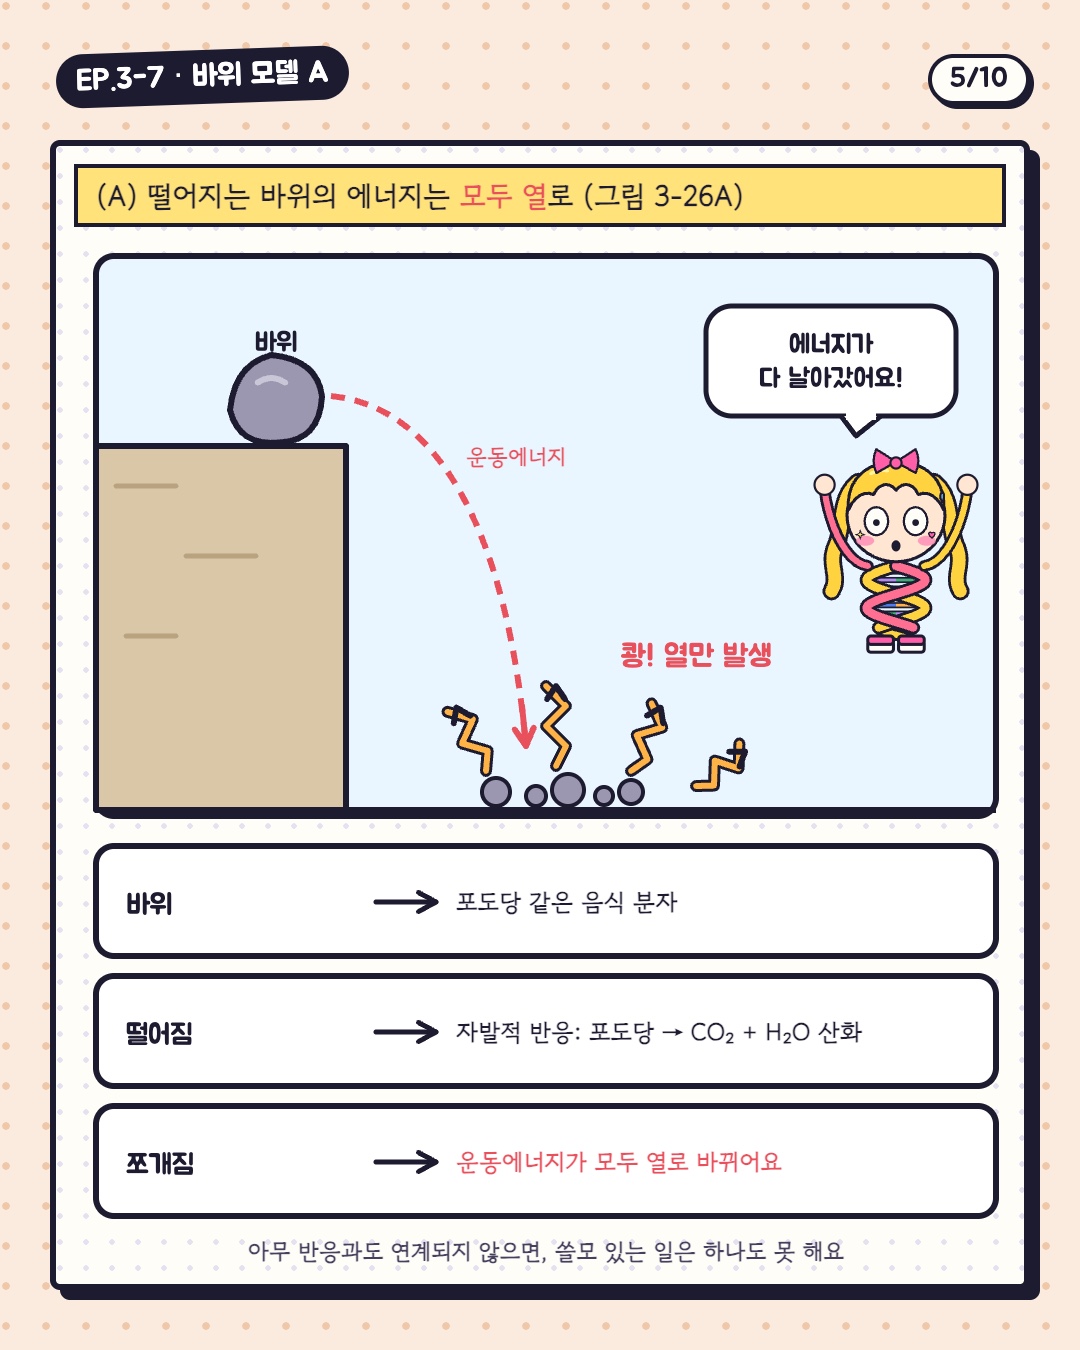 EP.3-7 · 바위 모델 A
5/10
(A) 떨어지는 바위의 에너지는 모두 열로 (그림 3-26A)
바위
에너지가
다 날아갔어요!
운동에너지
쾅! 열만 발생
바위 → 포도당 같은 음식 분자
떨어짐 → 자발적 반응: 포도당 → CO₂ + H₂O 산화
쪼개짐 → 운동에너지가 모두 열로 바뀌어요
아무 반응과도 연계되지 않으면, 쓸모 있는 일은 하나도 못 해요